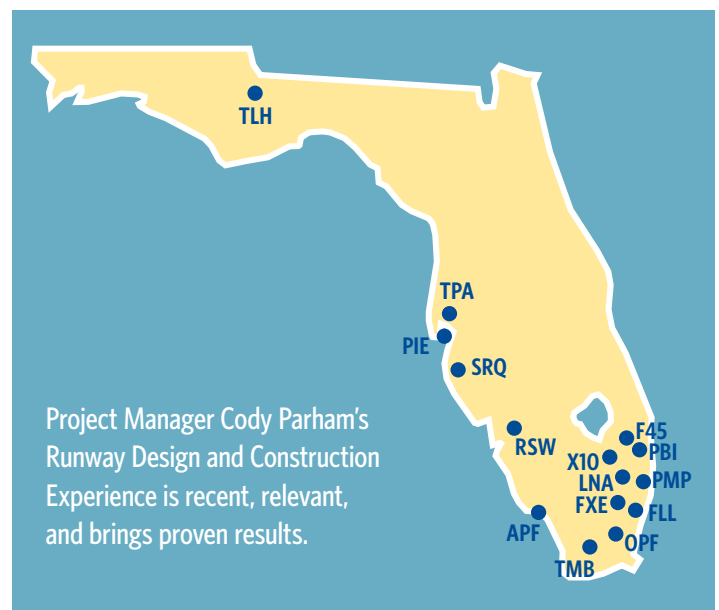 TLH
TPA
PIE
SRQ
RSW
F45
PBI
X10
LNA
PMP
FXE
FLL
APF
OPF
TMB
Project Manager Cody Parham’s
Runway Design and Construction
Experience is recent, relevant,
and brings proven results.